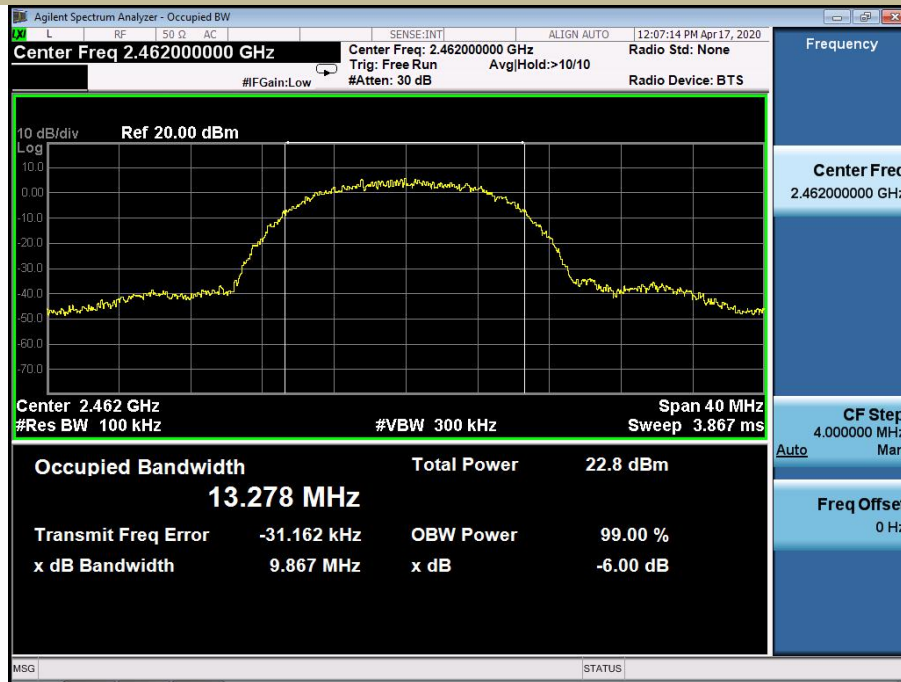 Agilent Spectrum Analyzer - Occupied BW
LXI L RF 50 Ω AC SENSE:INT ALIGN AUTO 12:07:14 PM Apr 17, 2020
Center Freq 2.462000000 GHz
Center Freq: 2.462000000 GHz Radio Std: None
Trig: Free Run Avg|Hold:>10/10
#IFGain:Low #Atten: 30 dB Radio Device: BTS
Frequency
10 dB/div Ref 20.00 dBm
Log
10.0
0.00
-10.0
-20.0
-30.0
-40.0
-50.0
-60.0
-70.0
Center 2.462 GHz Span 40 MHz
#Res BW 100 kHz #VBW 300 kHz Sweep 3.867 ms
Center Freq
2.462000000 GHz
CF Step
4.000000 MHz
Auto Man
Freq Offset
0 Hz
Occupied Bandwidth Total Power 22.8 dBm
13.278 MHz
Transmit Freq Error -31.162 kHz OBW Power 99.00 %
x dB Bandwidth 9.867 MHz x dB -6.00 dB
MSG STATUS